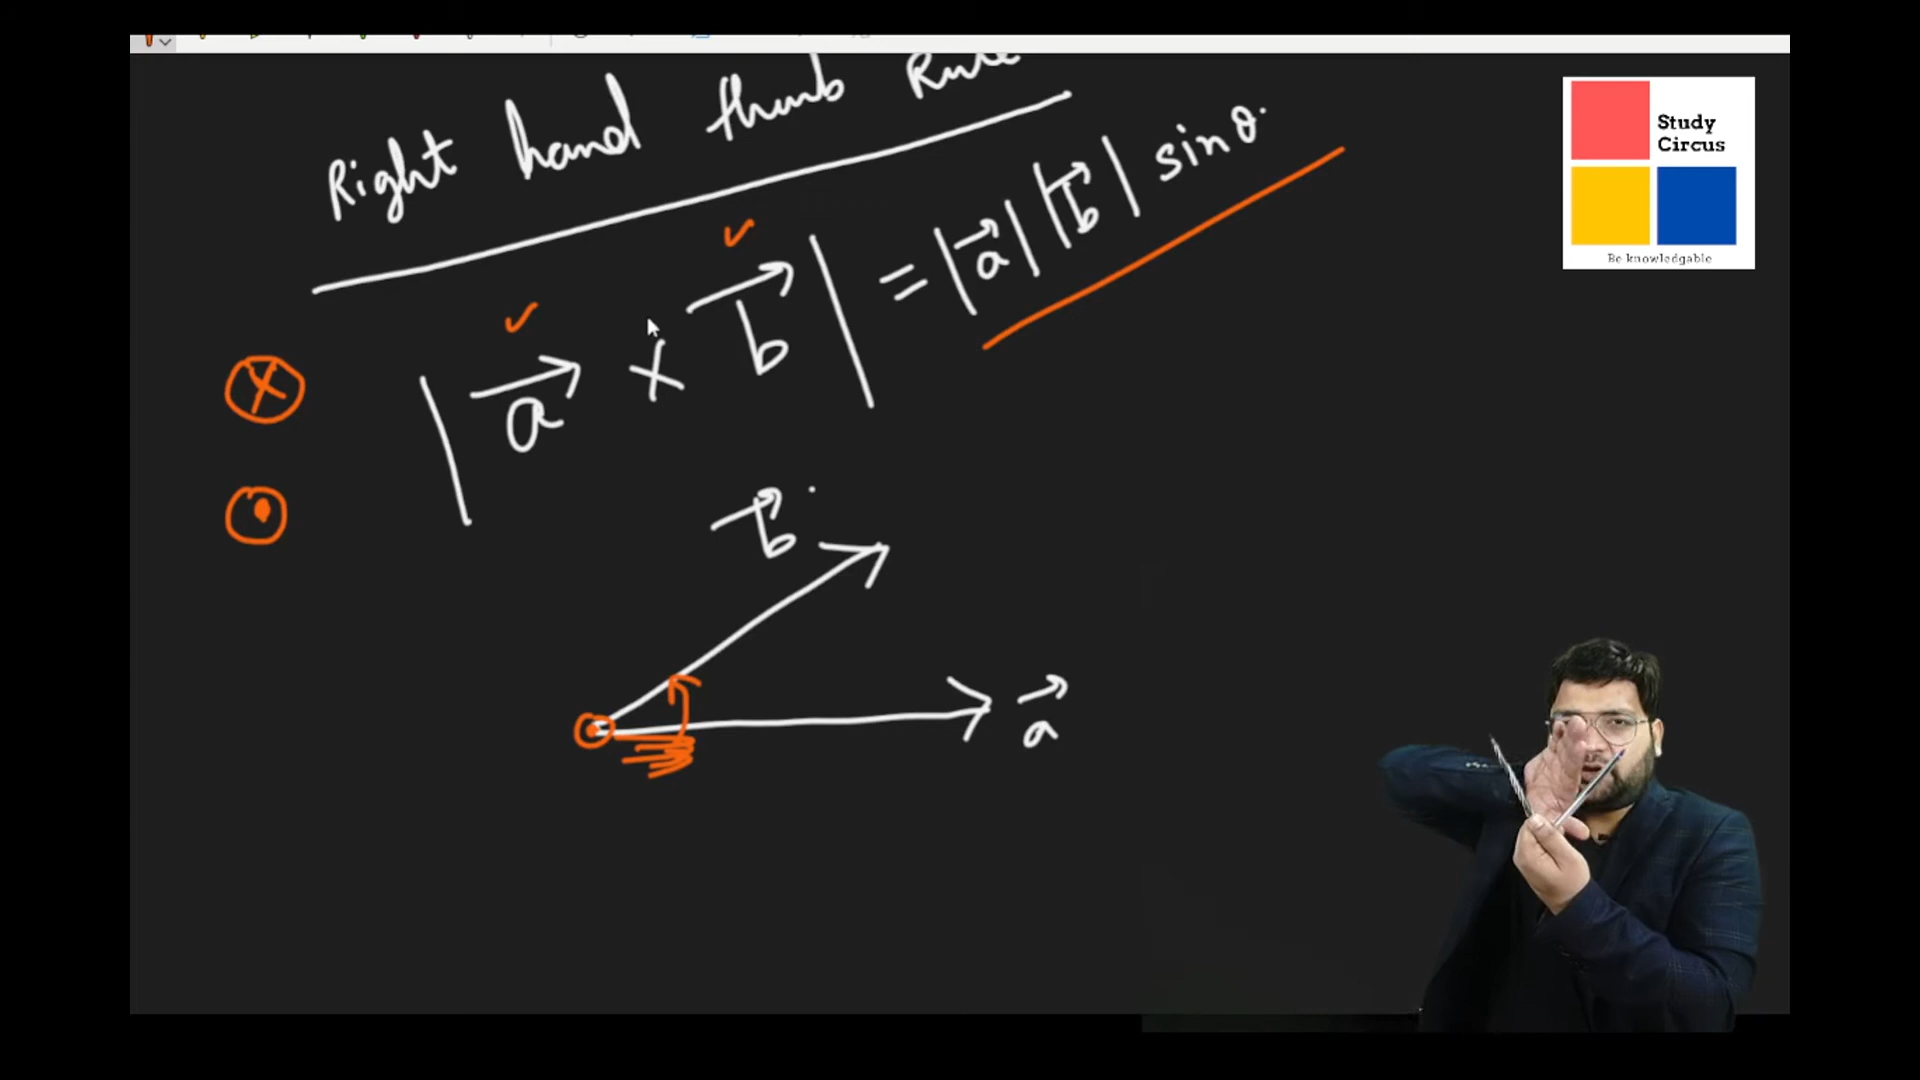 Right hand thumb Rule
|a⃗ × b⃗| = |a⃗||b⃗| sinθ
b⃗
a⃗
Study
Circus
Be knowledgable